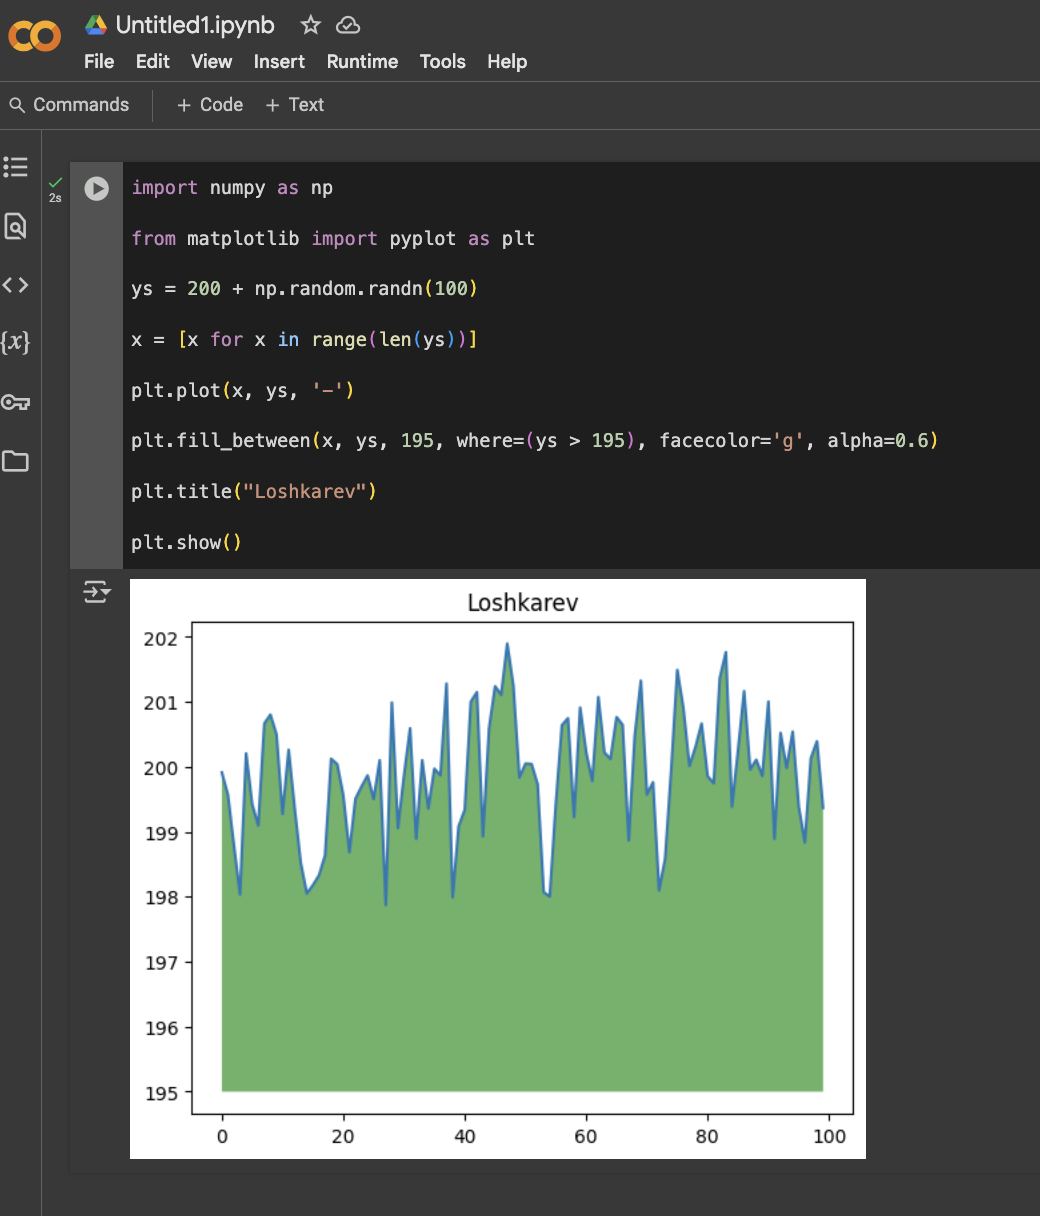 Untitled1.ipynb
File Edit View Insert Runtime Tools Help
Commands + Code + Text
2s
import numpy as np
from matplotlib import pyplot as plt
ys = 200 + np.random.randn(100)
x = [x for x in range(len(ys))]
plt.plot(x, ys, '-')
plt.fill_between(x, ys, 195, where=(ys > 195), facecolor='g', alpha=0.6)
plt.title("Loshkarev")
plt.show()
{x}
Loshkarev
202
201
200
199
198
197
196
195
0 20 40 60 80 100